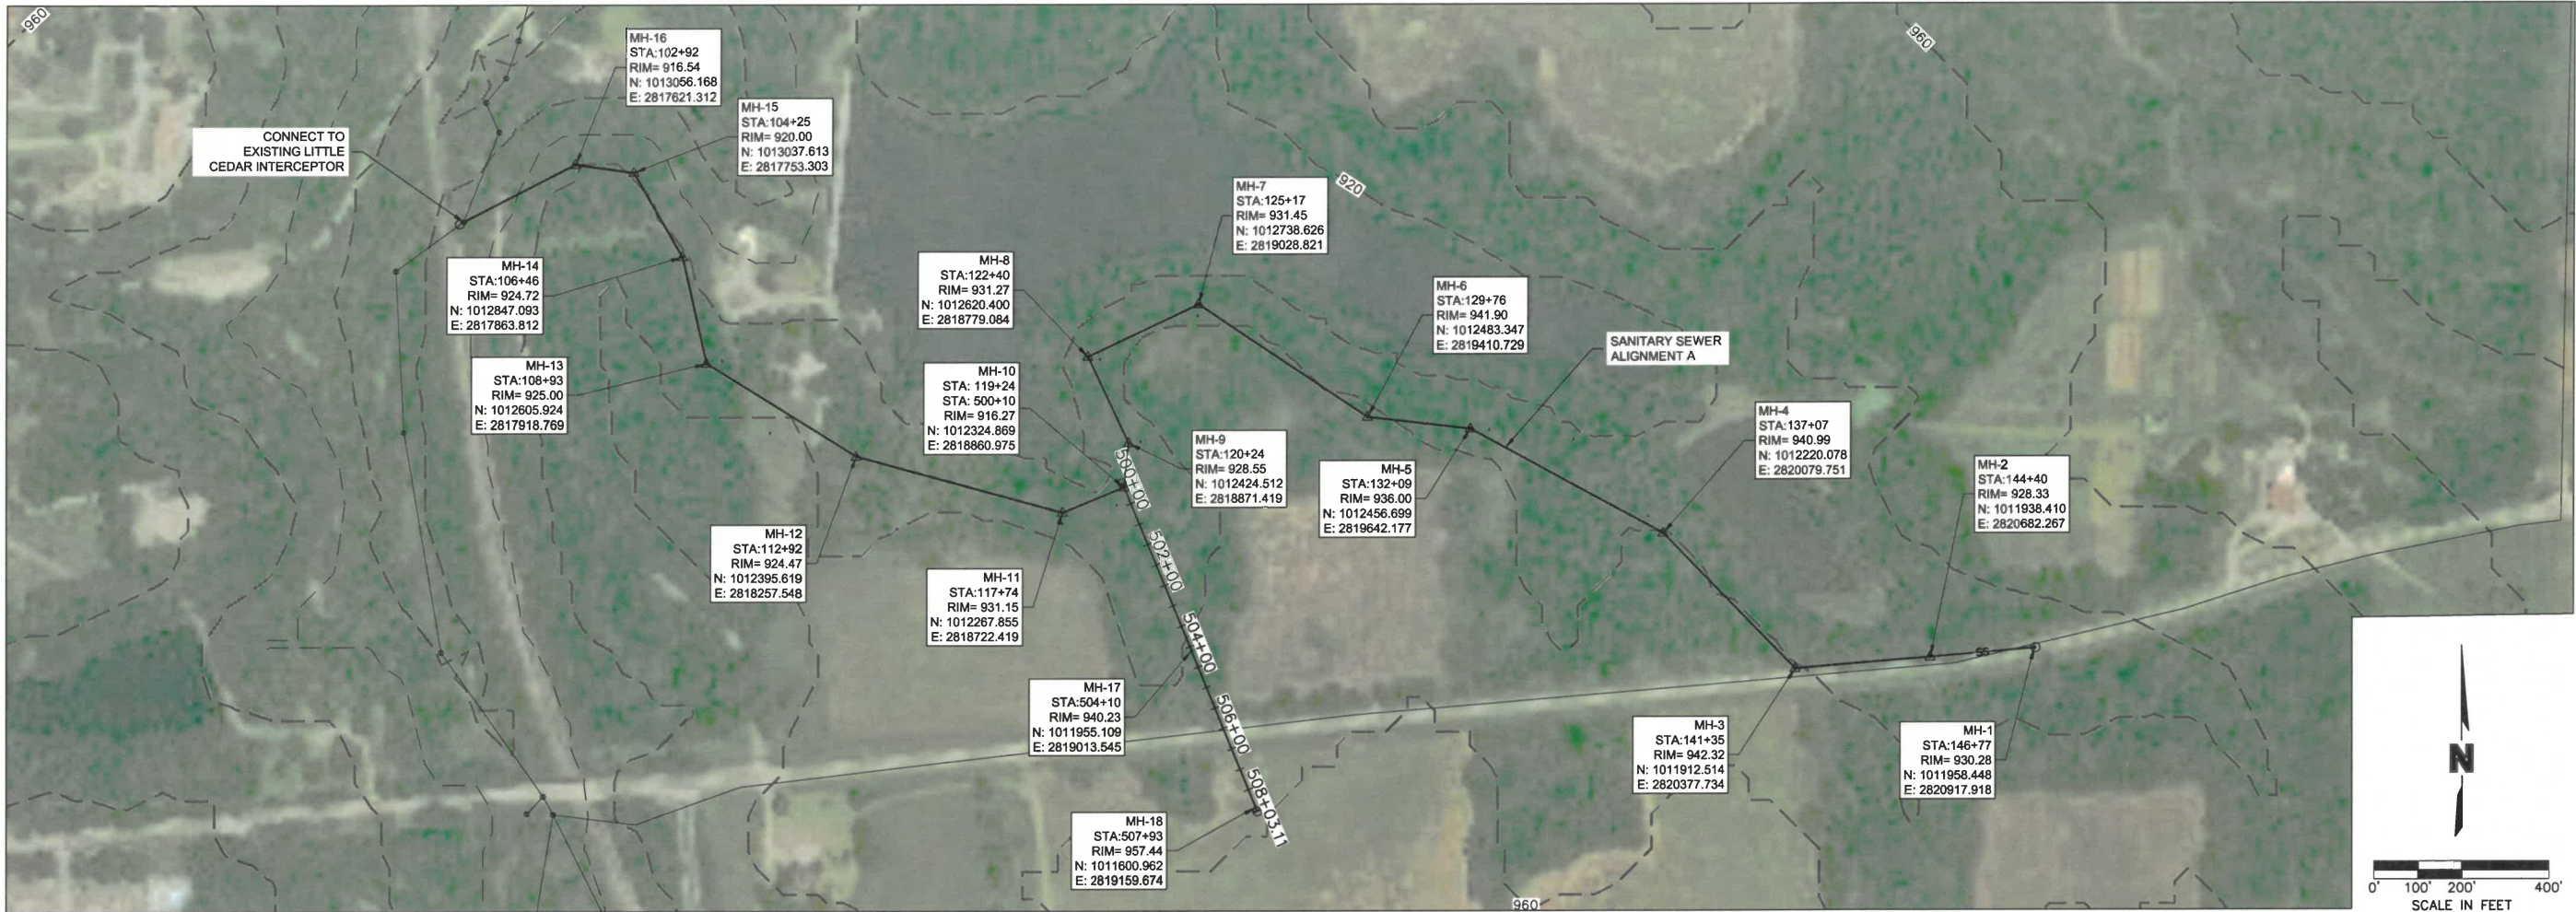 960
MH-16
STA:102+92
RIM= 916.54
N: 1013056.168
E: 2817621.312
960
MH-15
STA:104+25
RIM= 920.00
N: 1013037.613
E: 2817753.303
CONNECT TO
EXISTING LITTLE
CEDAR INTERCEPTOR
920
MH-7
STA:125+17
RIM= 931.45
N: 1012738.626
E: 2819028.821
MH-14
STA:106+46
RIM= 924.72
N: 1012847.093
E: 2817863.812
MH-8
STA:122+40
RIM= 931.27
N: 1012620.400
E: 2818779.084
MH-6
STA:129+76
RIM= 941.90
N: 1012483.347
E: 2819410.729
SANITARY SEWER
ALIGNMENT A
MH-13
STA:108+93
RIM= 925.00
N: 1012605.924
E: 2817918.769
MH-10
STA: 119+24
STA: 500+10
RIM= 916.27
N: 1012324.869
E: 2818860.975
MH-4
STA:137+07
RIM= 940.99
N: 1012220.078
E: 2820079.751
MH-9
STA:120+24
RIM= 928.55
N: 1012424.512
E: 2818871.419
MH-5
STA:132+09
RIM= 936.00
N: 1012456.699
E: 2819642.177
MH-2
STA:144+40
RIM= 928.33
N: 1011938.410
E: 2820682.267
500+00
MH-12
STA:112+92
RIM= 924.47
N: 1012395.619
E: 2818257.548
502+00
MH-11
STA:117+74
RIM= 931.15
N: 1012267.855
E: 2818722.419
504+00
SS
MH-17
STA:504+10
RIM= 940.23
N: 1011955.109
E: 2819013.545
506+00
MH-3
STA:141+35
RIM= 942.32
N: 1011912.514
E: 2820377.734
MH-1
STA:146+77
RIM= 930.28
N: 1011958.448
E: 2820917.918
N
508+03.11
MH-18
STA:507+93
RIM= 957.44
N: 1011600.962
E: 2819159.674
960
0' 100' 200' 400'
SCALE IN FEET